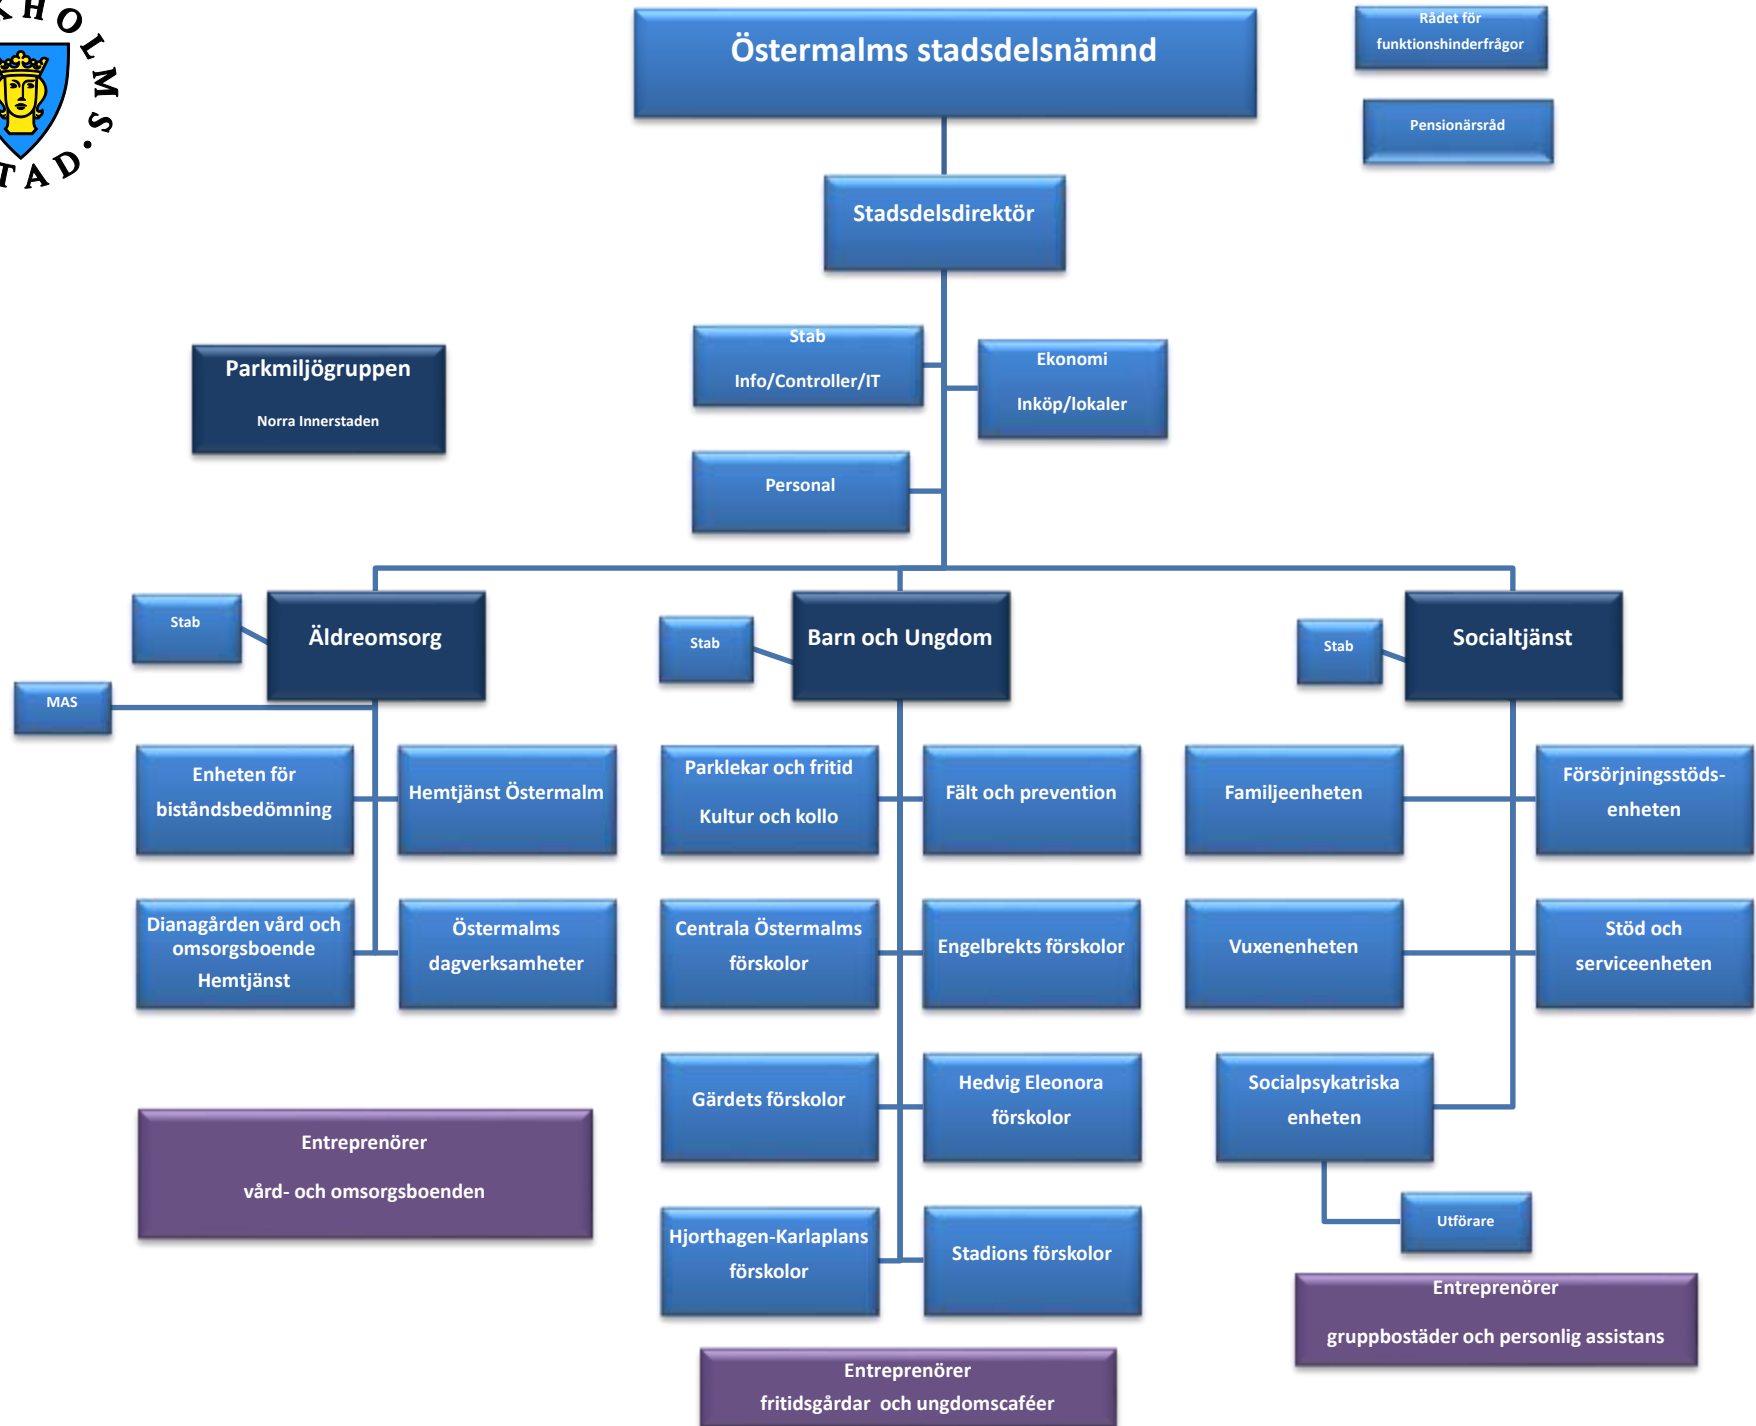 KHOLMS
TAD.
Östermalms stadsdelsnämnd
Rådet för
funktionshinderfrågor
Pensionärsråd
Stadsdelsdirektör
Stab
Info/Controller/IT
Ekonomi
Inköp/lokaler
Parkmiljögruppen
Norra Innerstaden
Personal
Stab
Äldreomsorg
Stab
Barn och Ungdom
Stab
Socialtjänst
MAS
Enheten för
biståndsbedömning
Hemtjänst Östermalm
Parklekar och fritid
Kultur och kollo
Fält och prevention
Familjeenheten
Försörjningsstöds-
enheten
Dianagården vård och
omsorgsboende
Hemtjänst
Östermalms
dagverksamheter
Centrala Östermalms
förskolor
Engelbrekts förskolor
Vuxenenheten
Stöd och
serviceenheten
Gärdets förskolor
Hedvig Eleonora
förskolor
Socialpsykatriska
enheten
Entreprenörer
vård- och omsorgsboenden
Hjorthagen-Karlaplans
förskolor
Stadions förskolor
Utförare
Entreprenörer
gruppbostäder och personlig assistans
Entreprenörer
fritidsgårdar och ungdomscaféer